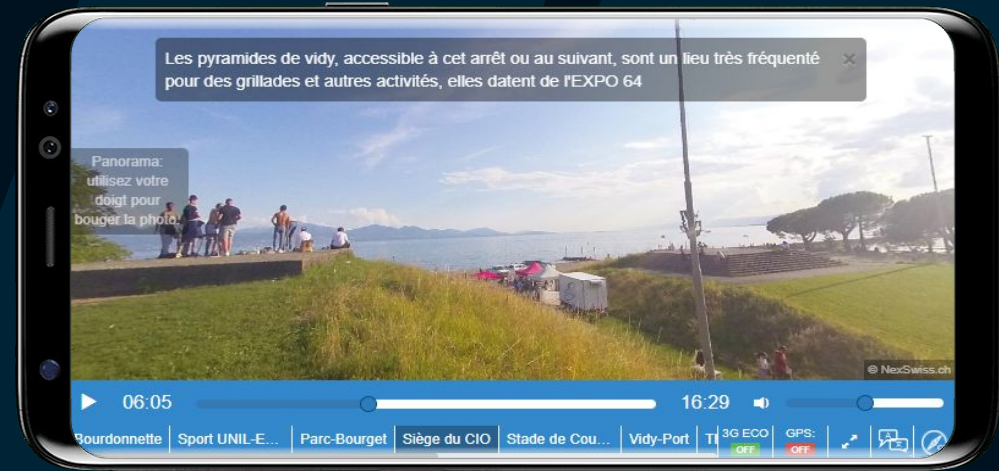 Les pyramides de vidy, accessible à cet arrêt ou au suivant, sont un lieu très fréquenté
pour des grillades et autres activités, elles datent de l'EXPO 64
×
Panorama:
utilisez votre
doigt pour
bouger la photo.
© NexSwiss.ch
06:05
16:29
Bourdonnette
Sport UNIL-E...
Parc-Bourget
Siège du CIO
Stade de Cou...
Vidy-Port
3G ECO
OFF
GPS:
OFF